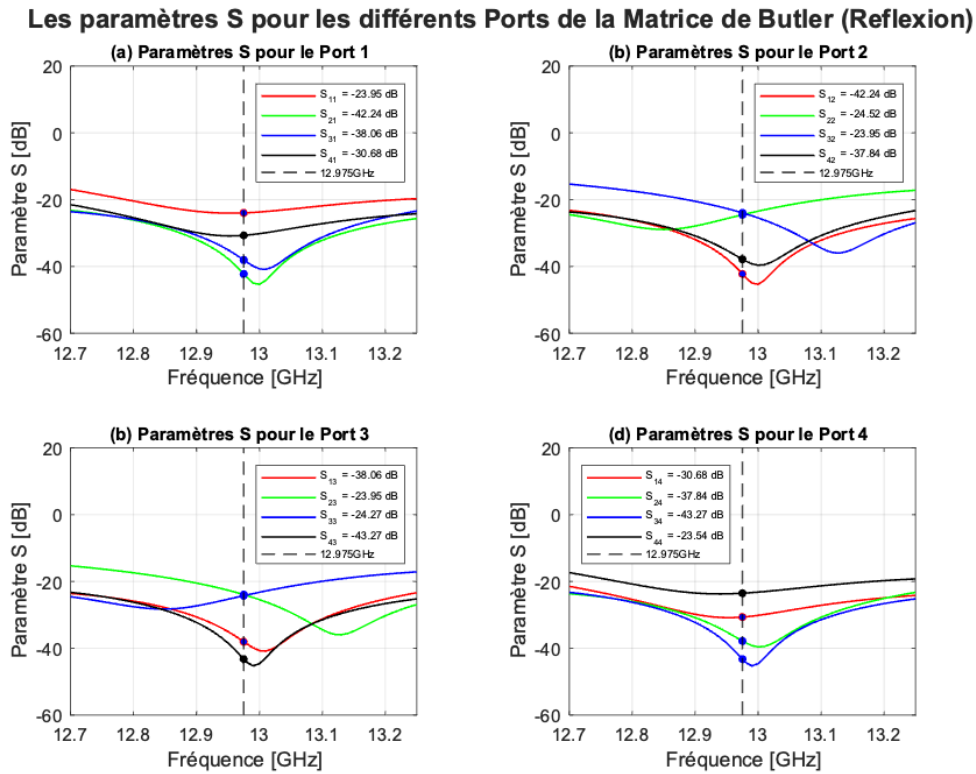 Les paramètres S pour les différents Ports de la Matrice de Butler (Reflexion)
(a) Paramètres S pour le Port 1
Paramètre S [dB]
20
0
-20
-40
-60
S11 = -23.95 dB
S21 = -42.24 dB
S31 = -38.06 dB
S41 = -30.68 dB
12.975GHz
12.7 12.8 12.9 13 13.1 13.2
Fréquence [GHz]
(b) Paramètres S pour le Port 2
Paramètre S [dB]
20
0
-20
-40
-60
S12 = -42.24 dB
S22 = -24.52 dB
S32 = -23.95 dB
S42 = -37.84 dB
12.975GHz
12.7 12.8 12.9 13 13.1 13.2
Fréquence [GHz]
(b) Paramètres S pour le Port 3
Paramètre S [dB]
20
0
-20
-40
-60
S13 = -38.06 dB
S23 = -23.95 dB
S33 = -24.27 dB
S43 = -43.27 dB
12.975GHz
12.7 12.8 12.9 13 13.1 13.2
Fréquence [GHz]
(d) Paramètres S pour le Port 4
Paramètre S [dB]
20
0
-20
-40
-60
S14 = -30.68 dB
S24 = -37.84 dB
S34 = -43.27 dB
S44 = -23.54 dB
12.975GHz
12.7 12.8 12.9 13 13.1 13.2
Fréquence [GHz]